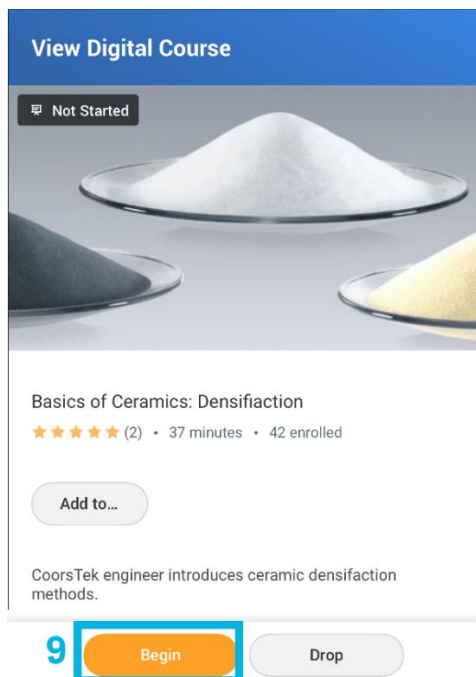 View Digital Course
Not Started
Basics of Ceramics: Densifiaction
(2) • 37 minutes • 42 enrolled
Add to...
CoorsTek engineer introduces ceramic densifaction
methods.
9 Begin Drop